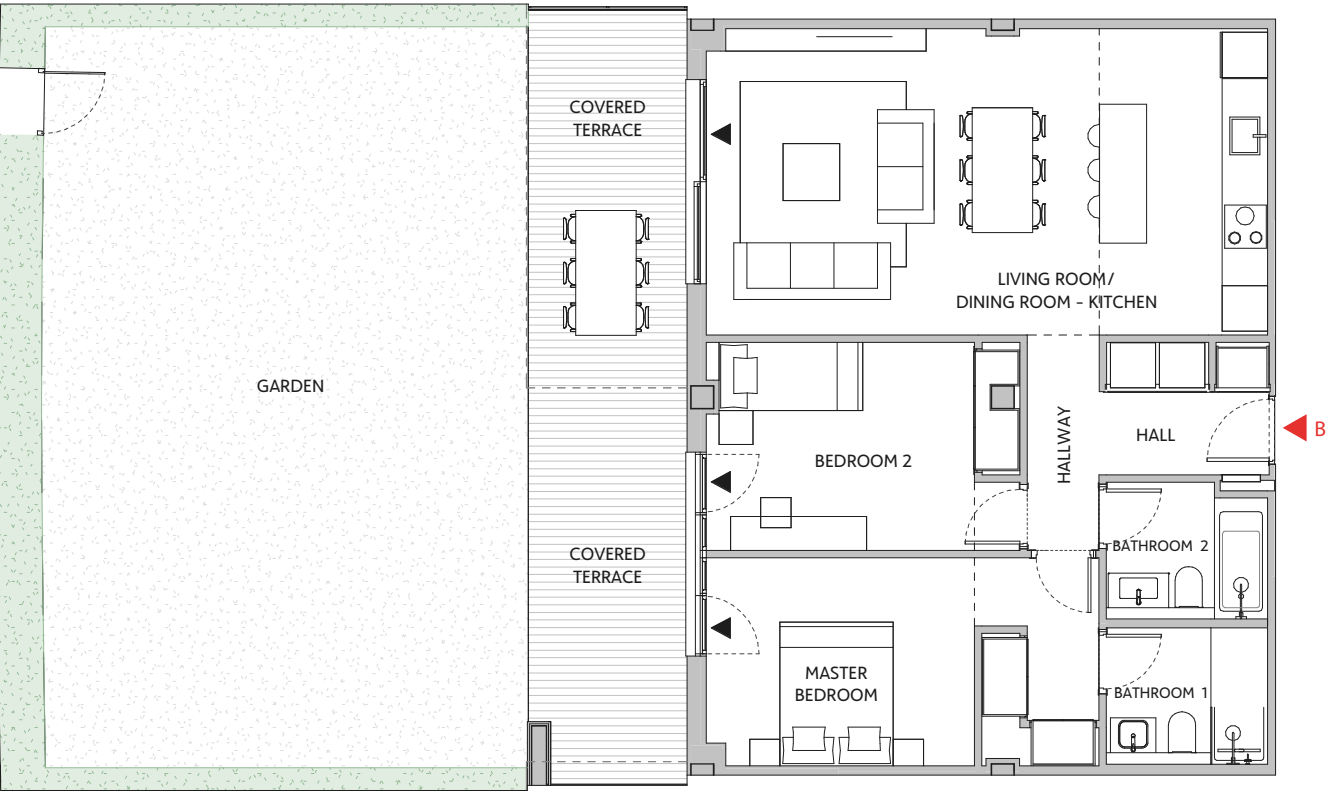 COVERED
TERRACE
LIVING ROOM/
DINING ROOM - KITCHEN
GARDEN
HALLWAY
HALL
B
BEDROOM 2
COVERED
TERRACE
BATHROOM 2
MASTER
BEDROOM
BATHROOM 1